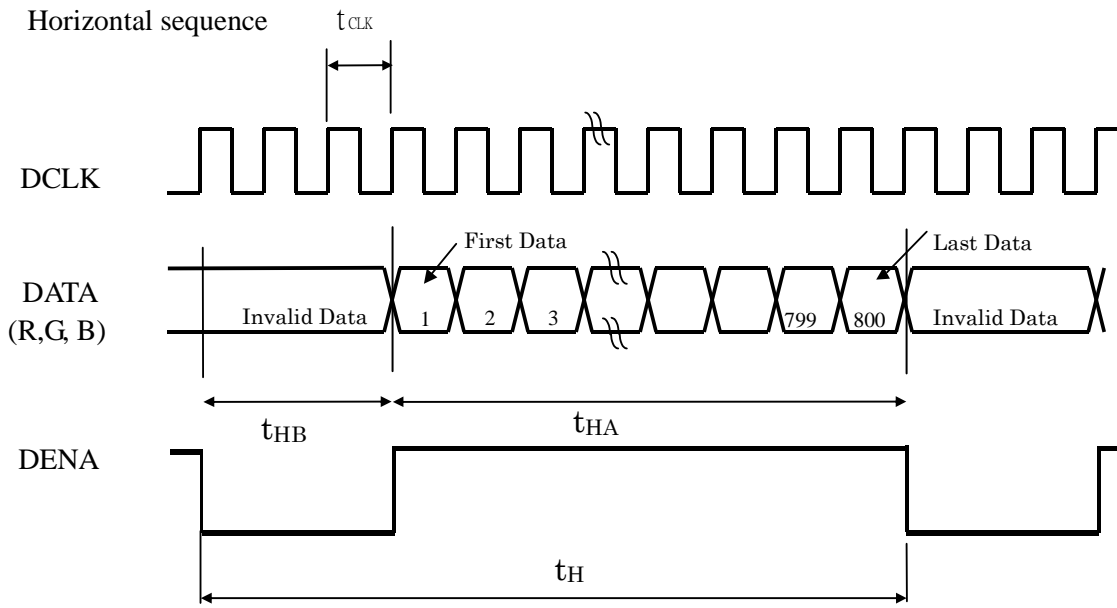 Horizontal sequence
tCLK
DCLK
First Data
Last Data
DATA
(R,G, B)
Invalid Data
1
2
3
799
800
Invalid Data
tHB
tHA
DENA
tH